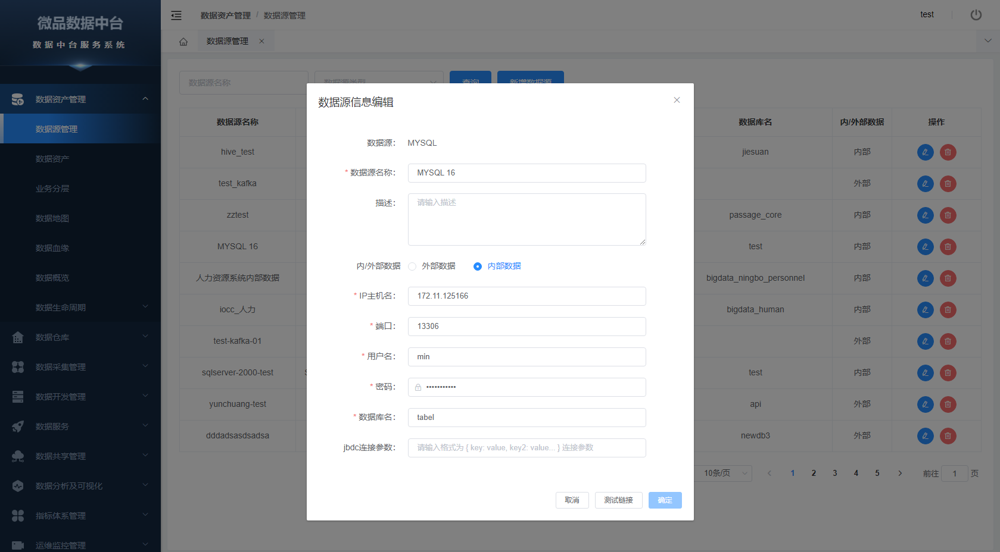 微品数据中台
数据中台服务系统
数据资产管理
数据源管理
数据资产
业务分层
数据地图
数据血缘
数据概览
数据生命周期
数据仓库
数据采集管理
数据开发管理
数据服务
数据共享管理
数据分析及可视化
指标体系管理
运维监控管理
数据资产管理 / 数据源管理
test
数据源管理
数据源名称 数据源类型 查询 新增数据源
数据源名称 数据库名 内/外部数据 操作
hive_test jiesuan 内部
test_kafka 外部
zztest passage_core 内部
MYSQL 16 test 内部
人力资源系统内部数据 bigdata_ningbo_personnel 内部
iocc_人力 bigdata_human 内部
test-kafka-01 外部
sqlserver-2000-test test 内部
yunchuang-test api 外部
dddadsasdsadsa newdb3 外部
10条/页 1 2 3 4 5 前往 1 页
数据源信息编辑
数据源: MYSQL
* 数据源名称: MYSQL 16
描述: 请输入描述
内/外部数据 外部数据 内部数据
* IP主机名: 172.11.125166
* 端口: 13306
* 用户名: min
* 密码: •••••••••••
* 数据库名: tabel
jbdc连接参数: 请输入格式为 { key: value, key2: value... } 连接参数
取消 测试链接 确定